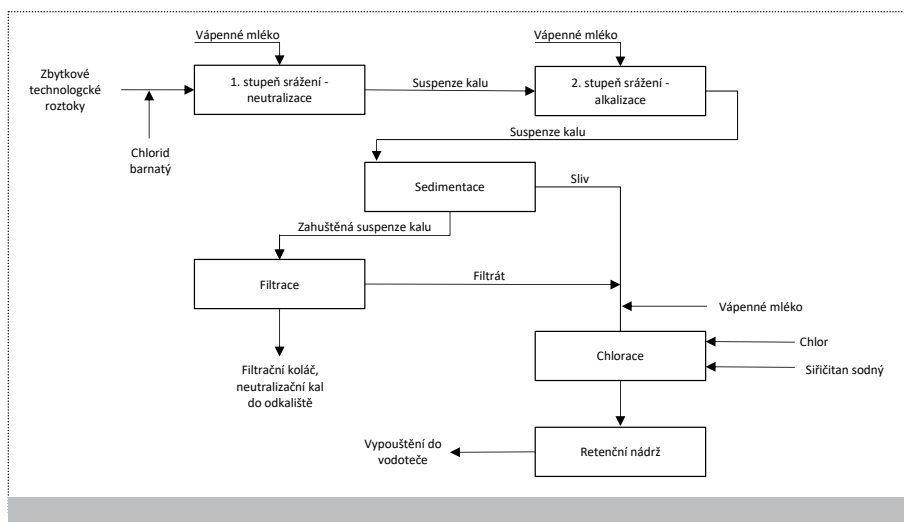 Vápenné mléko
Vápenné mléko
Zbytkové
technologcké
roztoky
1. stupeň srážení -
neutralizace
Suspenze kalu
2. stupeň srážení -
alkalizace
Chlorid
barnatý
Suspenze kalu
Sedimentace
Sliv
Zahuštěná suspenze kalu
Filtrace
Filtrát
Vápenné mléko
Chlorace
Chlor
Siřičitan sodný
Filtrační koláč,
neutralizační kal
do odkaliště
Vypouštění do
vodoteče
Retenční nádrž